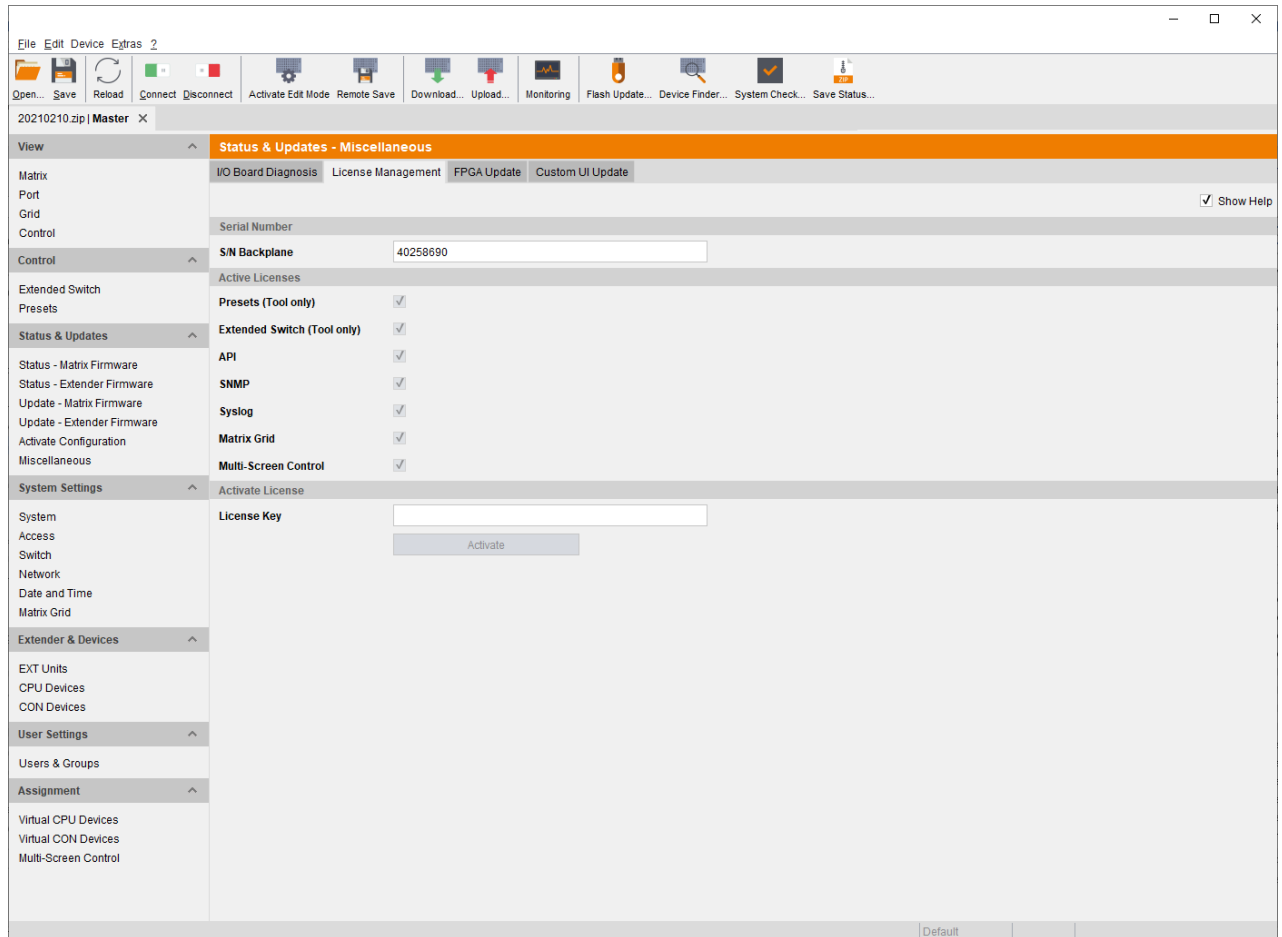 File Edit Device Extras ?
Open... Save Reload Connect Disconnect Activate Edit Mode Remote Save Download... Upload... Monitoring Flash Update... Device Finder... System Check... Save Status...
ZIP
20210210.zip | Master
View
Matrix
Port
Grid
Control
Control
Extended Switch
Presets
Status & Updates
Status - Matrix Firmware
Status - Extender Firmware
Update - Matrix Firmware
Update - Extender Firmware
Activate Configuration
Miscellaneous
System Settings
System
Access
Switch
Network
Date and Time
Matrix Grid
Extender & Devices
EXT Units
CPU Devices
CON Devices
User Settings
Users & Groups
Assignment
Virtual CPU Devices
Virtual CON Devices
Multi-Screen Control
Status & Updates - Miscellaneous
I/O Board Diagnosis License Management FPGA Update Custom UI Update
Show Help
Serial Number
S/N Backplane 40258690
Active Licenses
Presets (Tool only)
Extended Switch (Tool only)
API
SNMP
Syslog
Matrix Grid
Multi-Screen Control
Activate License
License Key
Activate
Default